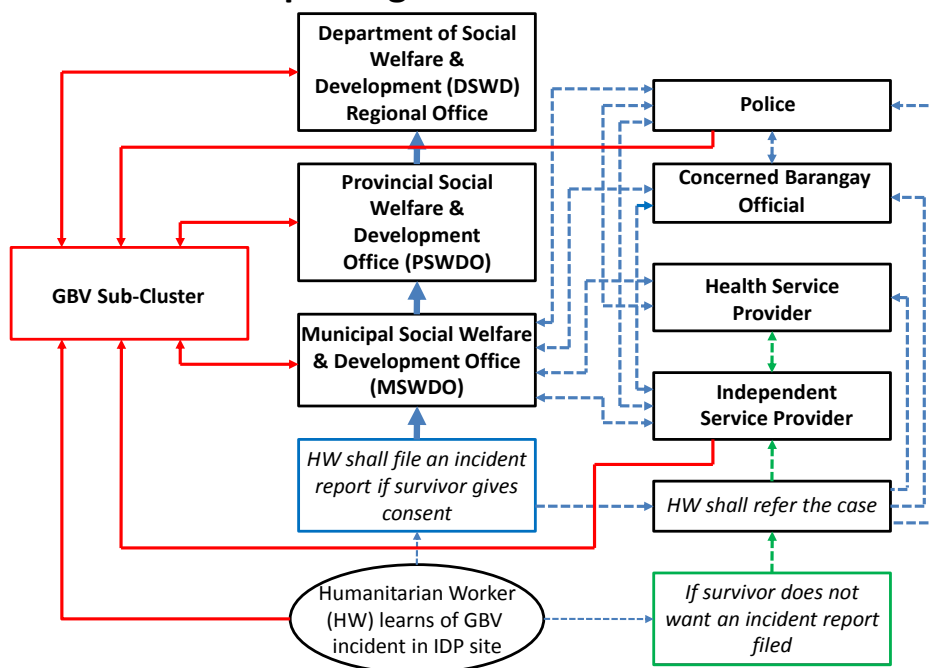 Department of Social
Welfare &
Development (DSWD)
Regional Office
Police
Provincial Social
Welfare &
Development
Office (PSWDO)
Concerned Barangay
Official
GBV Sub-Cluster
Health Service
Provider
Municipal Social Welfare
& Development Office
(MSWDO)
Independent
Service Provider
HW shall file an incident
report if survivor gives
consent
HW shall refer the case
Humanitarian Worker
(HW) learns of GBV
incident in IDP site
If survivor does not
want an incident report
filed